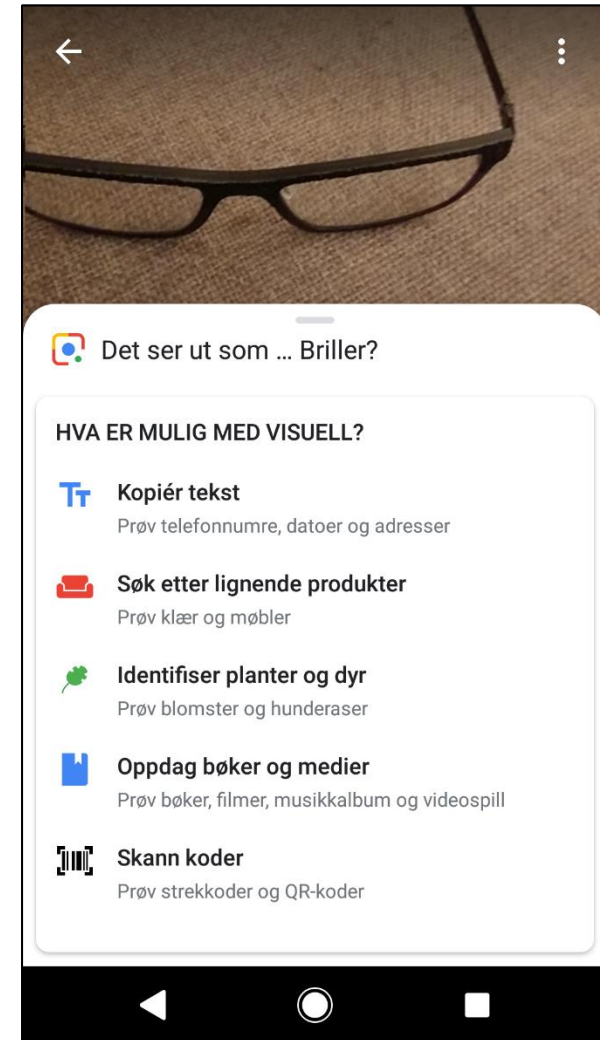 Det ser ut som ... Briller?
HVA ER MULIG MED VISUELL?
Kopiér tekst
Prøv telefonnumre, datoer og adresser
Søk etter lignende produkter
Prøv klær og møbler
Identifiser planter og dyr
Prøv blomster og hunderaser
Oppdag bøker og medier
Prøv bøker, filmer, musikkalbum og videospill
Skann koder
Prøv strekkoder og QR-koder